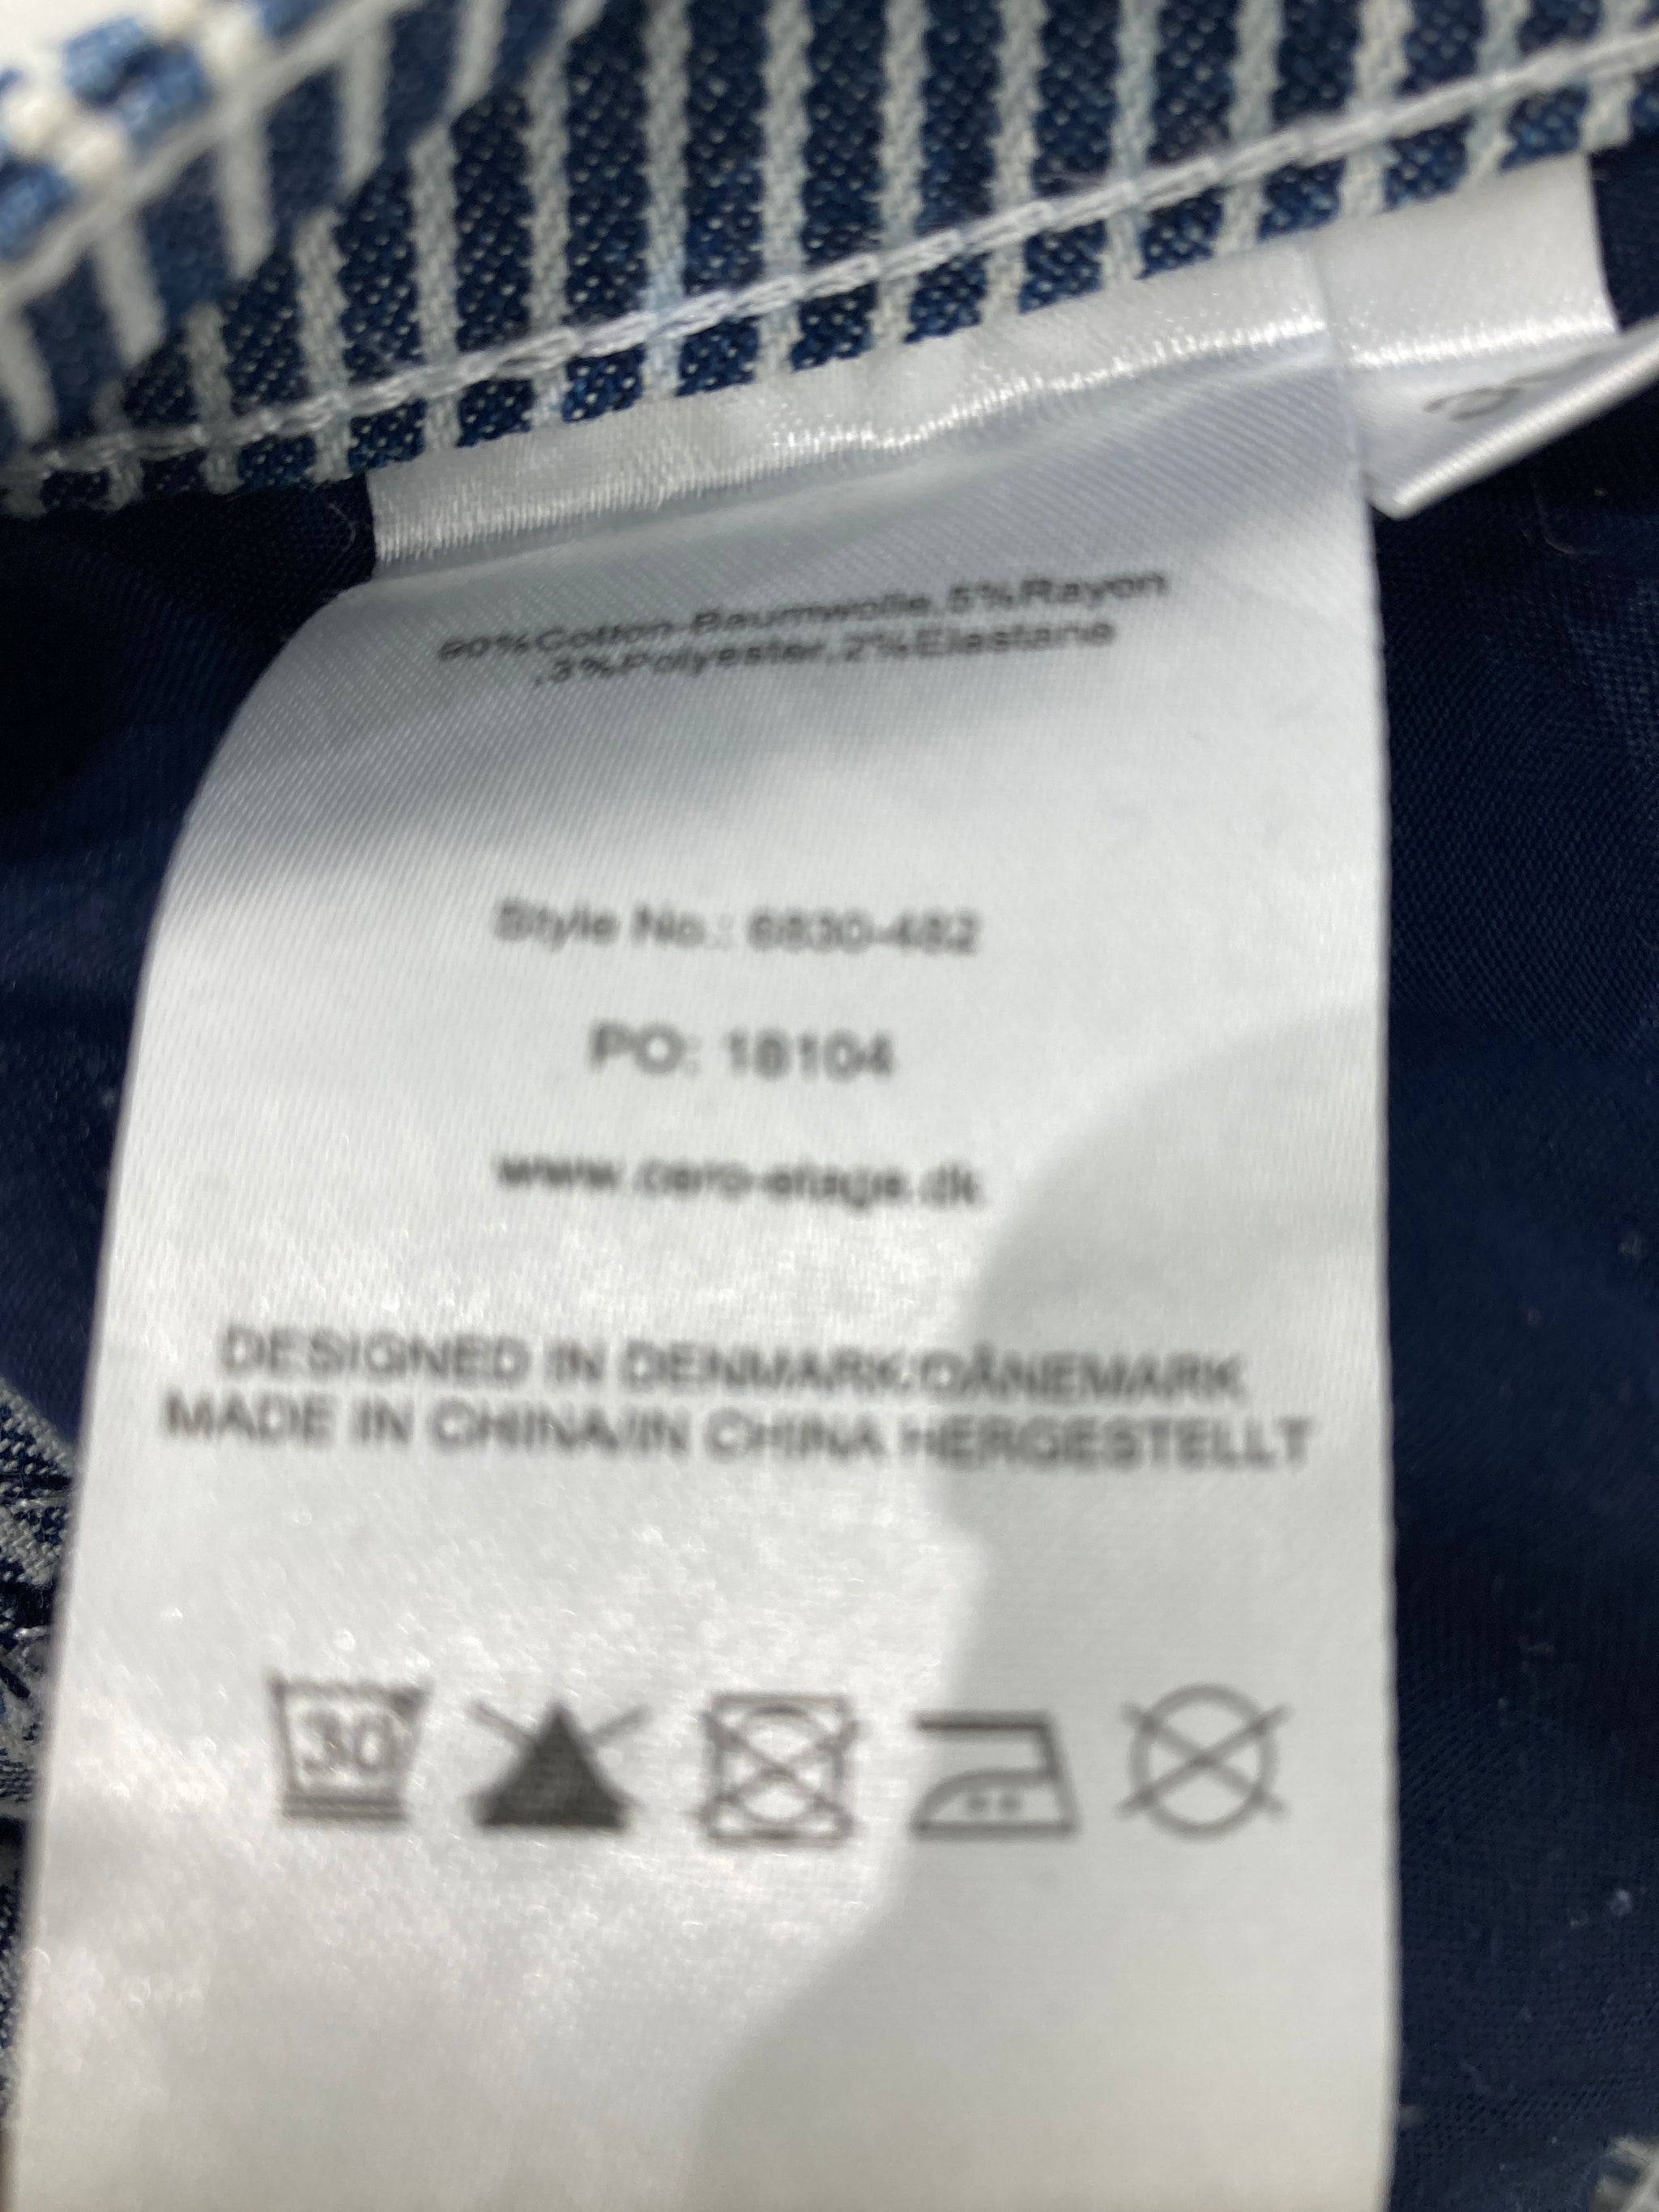 90%Cotton-Baumwolle,5%Rayon
,3%Polyester,2%Elastane
Style No.: 6830-482
PO: 18104
www.cero-etage.dk
DESIGNED IN DENMARK/DÄNEMARK
MADE IN CHINA/IN CHINA HERGESTELLT
30